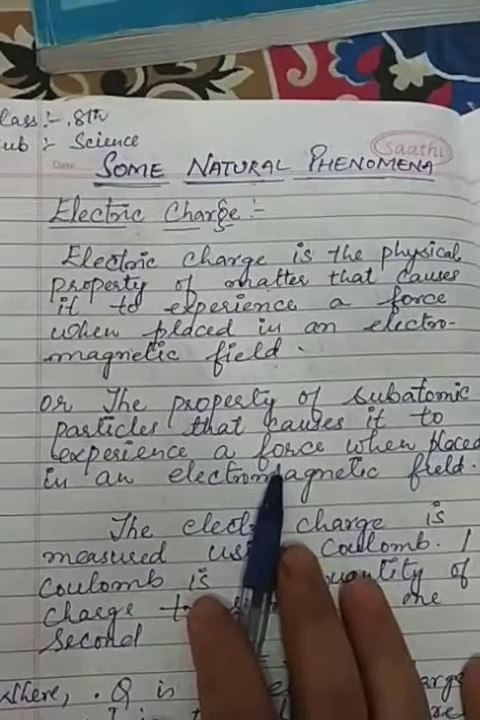 lass :- 8th
ub :- Science
Saathi
Date
SOME NATURAL PHENOMENA
Electric Charge :-
Electric charge is the physical
property of matter that causes
it to experience a force
when placed in an electro-
magnetic field.
or The property of subatomic
particles that causes it to
experience a force when placed
in an electromagnetic field.
The charge is
measured Coulomb. 1
coulomb is quantity of
charge one
second
where, Q is